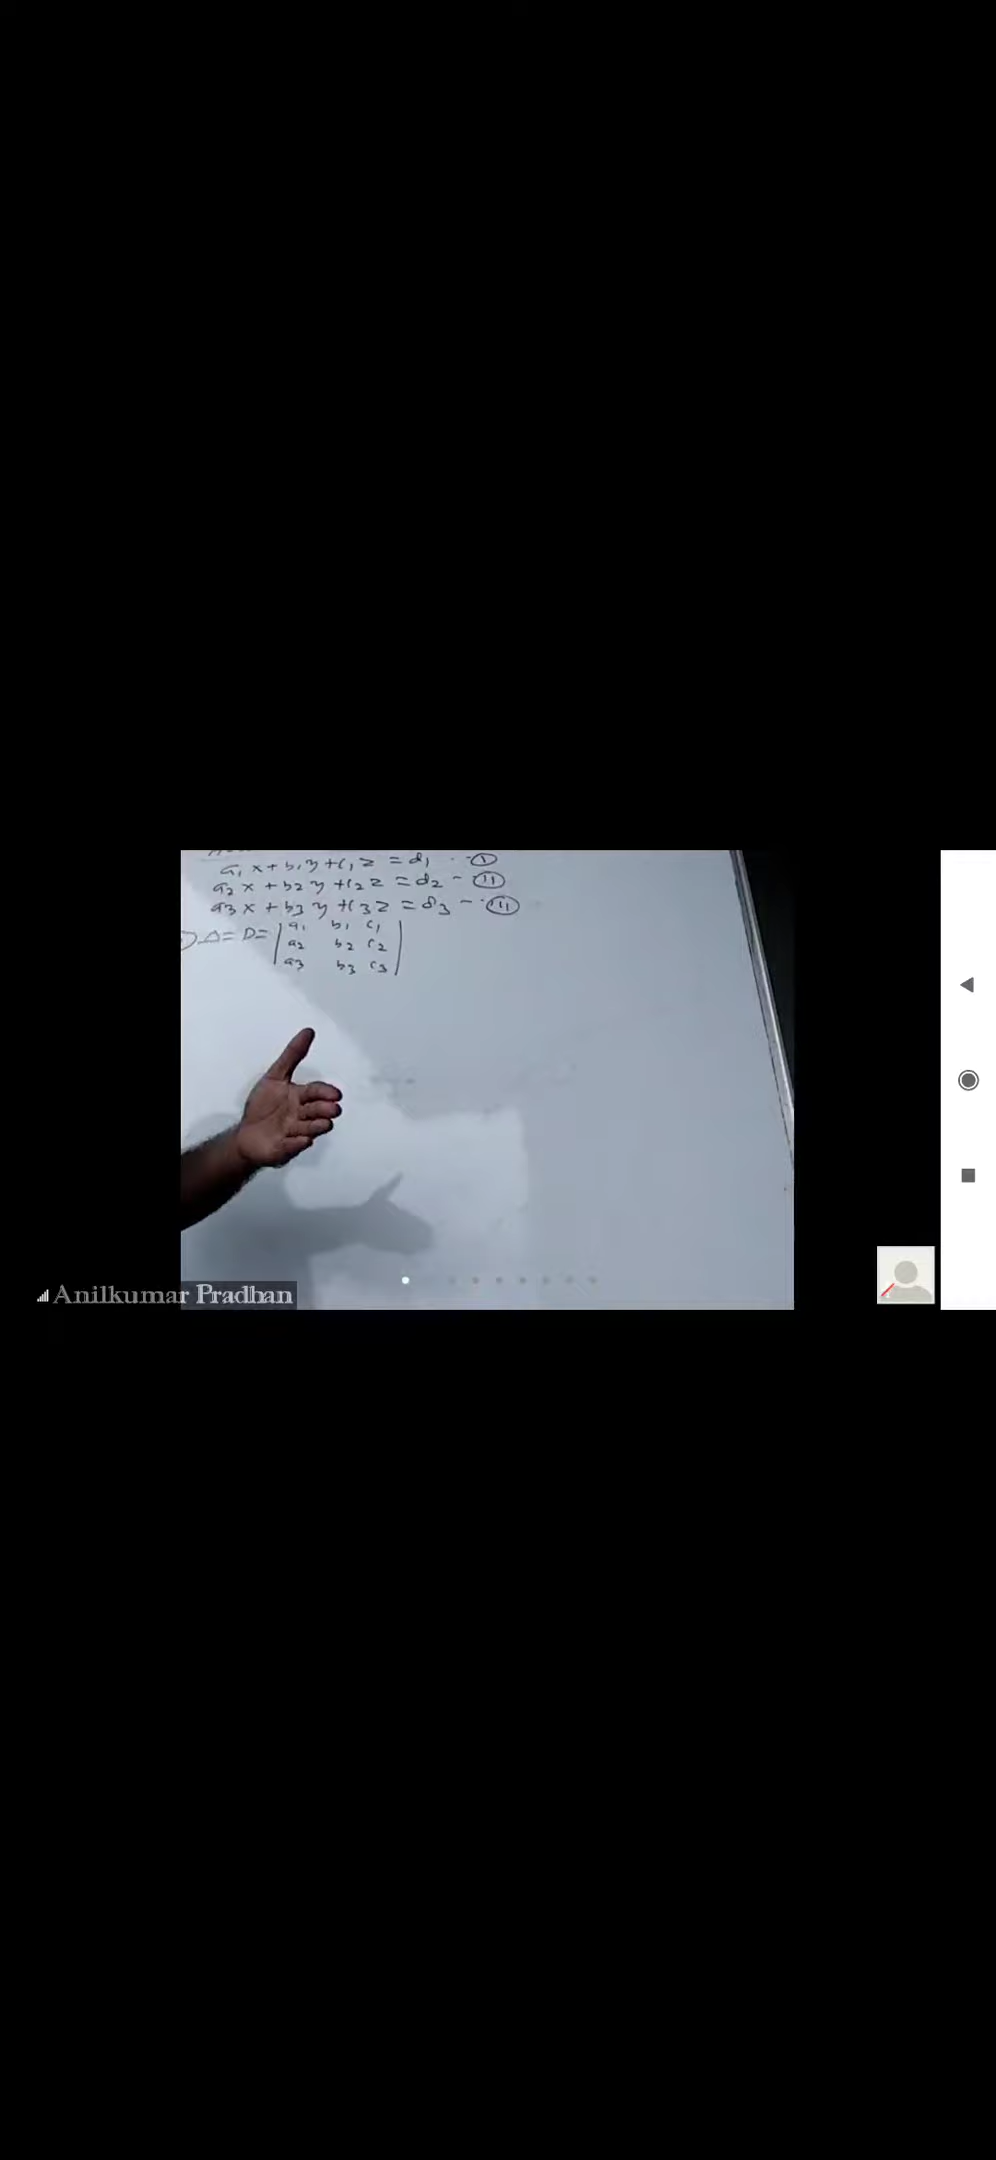 a₁x + b₁y + c₁z = d₁ -- (i)
a₂x + b₂y + c₂z = d₂ -- (ii)
a₃x + b₃y + c₃z = d₃ -- (iii)
Δ = D = | a₁ b₁ c₁ |
| a₂ b₂ c₂ |
| a₃ b₃ c₃ |
Anilkumar Pradhan